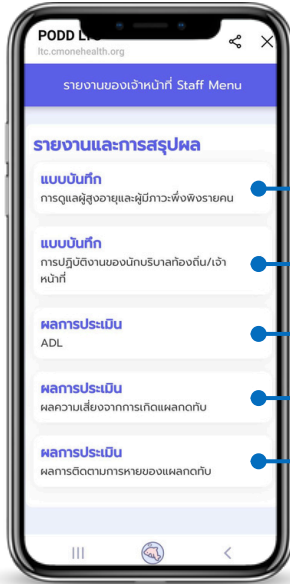 PODD LTC
ltc.cmonehealth.org
รายงานของเจ้าหน้าที่ Staff Menu
รายงานและการสรุปผล
แบบบันทึก
การดูแลผู้สูงอายุและผู้มีภาวะพึ่งพิงรายคน
แบบบันทึก
การปฏิบัติงานของนักบริบาลท้องถิ่น/เจ้า
หน้าที่
ผลการประเมิน
ADL
ผลการประเมิน
ผลความเสี่ยงจากการเกิดแผลกดทับ
ผลการประเมิน
ผลการติดตามการหายของแผลกดทับ